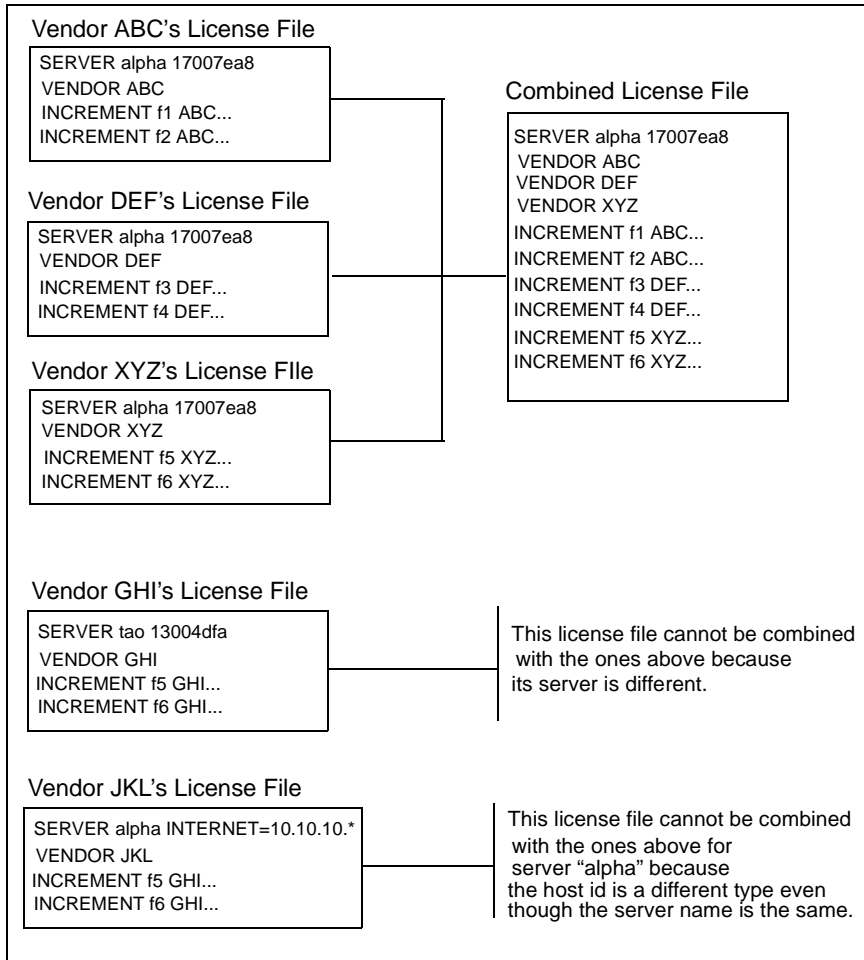 Vendor ABC's License File
SERVER alpha 17007ea8
VENDOR ABC
INCREMENT f1 ABC...
INCREMENT f2 ABC...
Vendor DEF's License File
SERVER alpha 17007ea8
VENDOR DEF
INCREMENT f3 DEF...
INCREMENT f4 DEF...
Vendor XYZ's License FIle
SERVER alpha 17007ea8
VENDOR XYZ
INCREMENT f5 XYZ...
INCREMENT f6 XYZ...
Combined License File
SERVER alpha 17007ea8
VENDOR ABC
VENDOR DEF
VENDOR XYZ
INCREMENT f1 ABC...
INCREMENT f2 ABC...
INCREMENT f3 DEF...
INCREMENT f4 DEF...
INCREMENT f5 XYZ...
INCREMENT f6 XYZ...
Vendor GHI's License File
SERVER tao 13004dfa
VENDOR GHI
INCREMENT f5 GHI...
INCREMENT f6 GHI...
This license file cannot be combined
with the ones above because
its server is different.
Vendor JKL's License File
SERVER alpha INTERNET=10.10.10.*
VENDOR JKL
INCREMENT f5 GHI...
INCREMENT f6 GHI...
This license file cannot be combined
with the ones above for
server “alpha” because
the host id is a different type even
though the server name is the same.